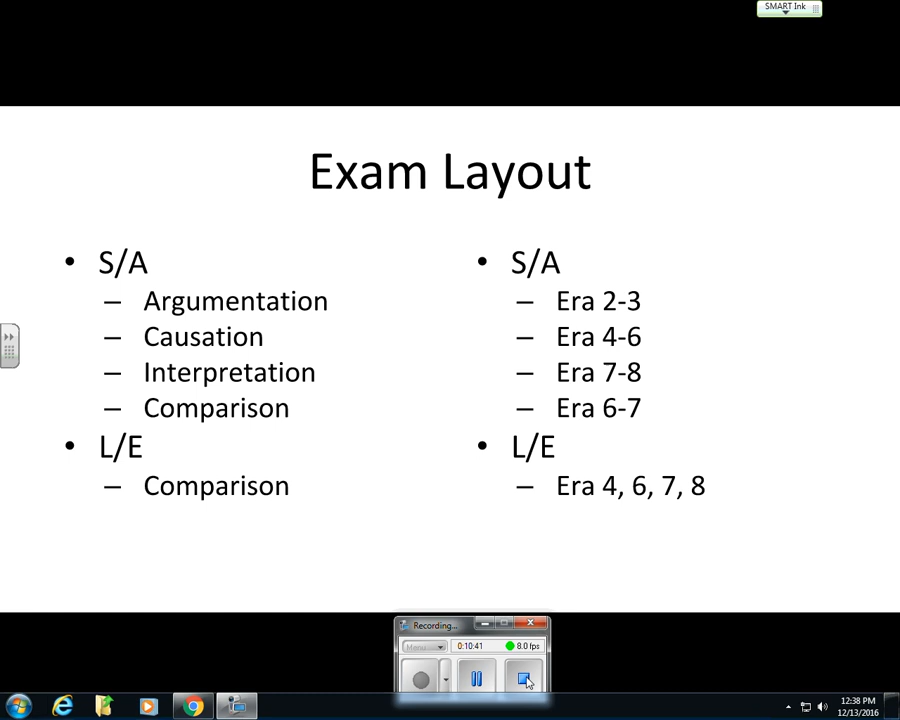 SMART Ink
Exam Layout
• S/A
– Argumentation
– Causation
– Interpretation
– Comparison
• L/E
– Comparison
• S/A
– Era 2-3
– Era 4-6
– Era 7-8
– Era 6-7
• L/E
– Era 4, 6, 7, 8
Recording...
Menu
0:10:41
8.0 fps
12:38 PM
12/13/2016